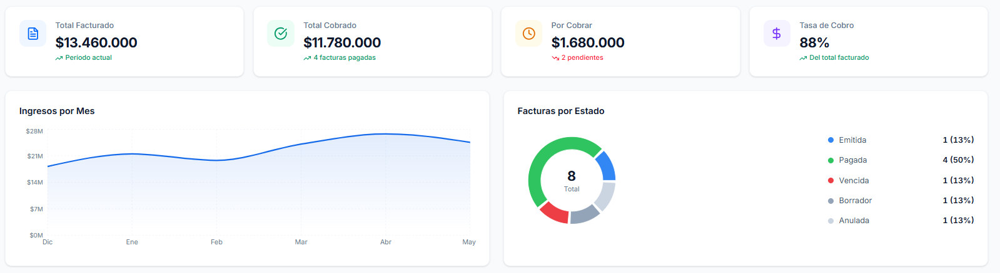 Total Facturado
$13.460.000
Período actual
Total Cobrado
$11.780.000
4 facturas pagadas
Por Cobrar
$1.680.000
2 pendientes
Tasa de Cobro
88%
Del total facturado
Ingresos por Mes
$28M
$21M
$14M
$7M
$0M
Dic Ene Feb Mar Abr May
Facturas por Estado
8
Total
Emitida 1 (13%)
Pagada 4 (50%)
Vencida 1 (13%)
Borrador 1 (13%)
Anulada 1 (13%)